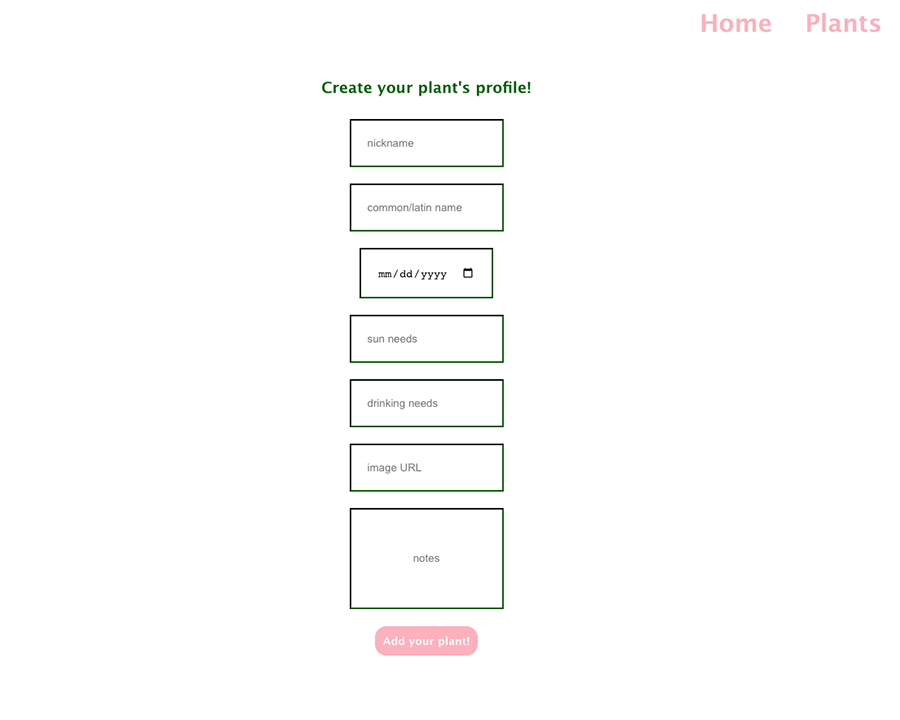 Home Plants
Create your plant's profile!
nickname
common/latin name
mm/dd/yyyy
sun needs
drinking needs
image URL
notes
Add your plant!